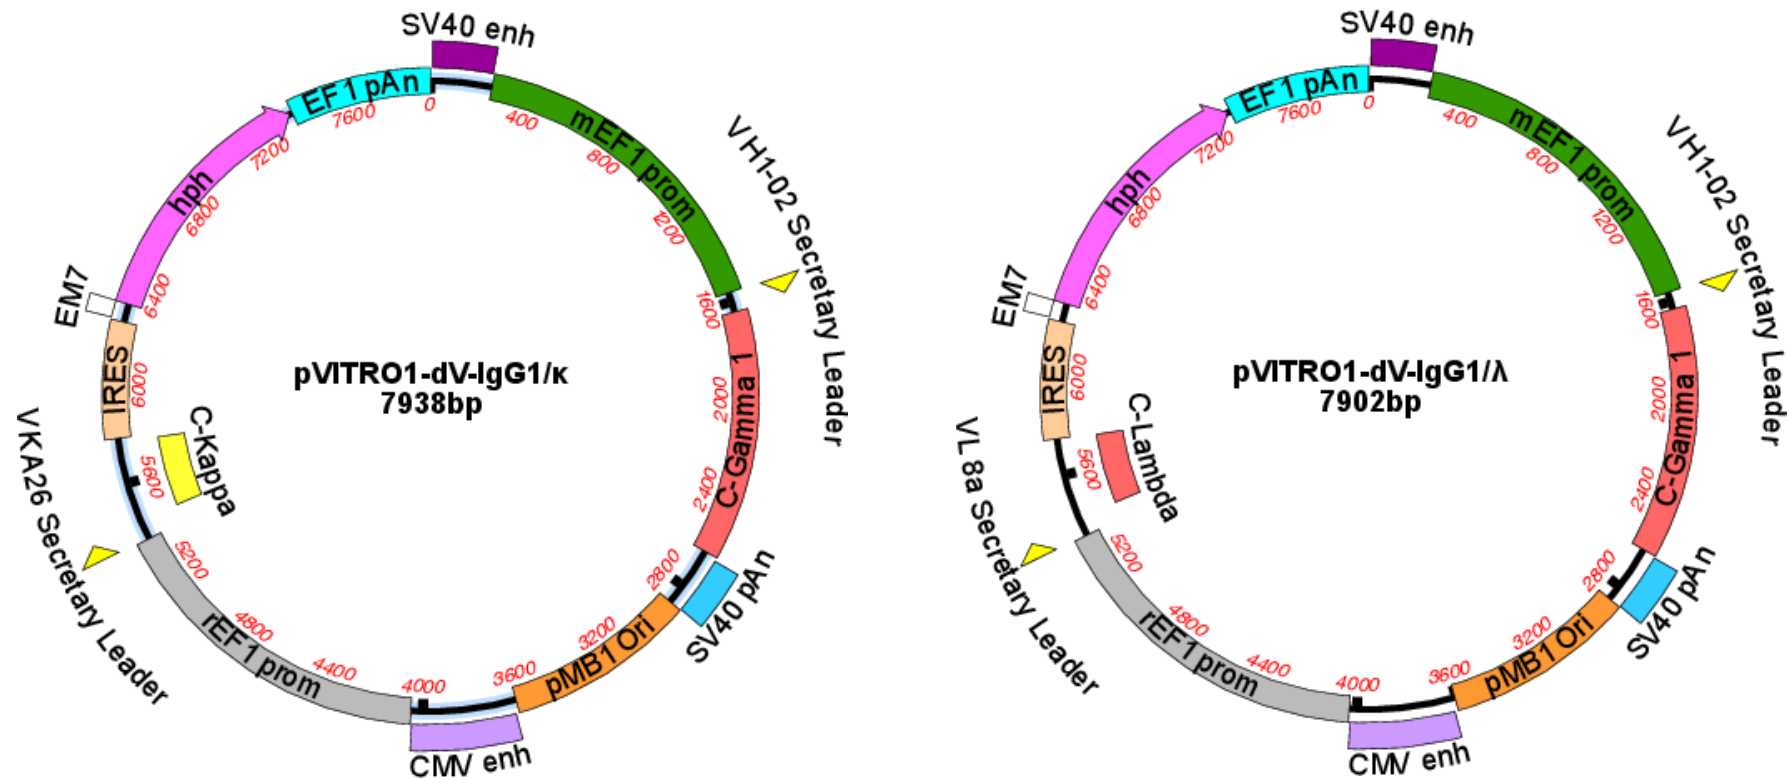 SV40 enh
EF1 pAn
mEF1 prom
VH1-02 Secretary Leader
C-Gamma 1
SV40 pAn
pMB1 Ori
CMV enh
rEF1 prom
VKA26 Secretary Leader
C-Kappa
IRES
EM7
hph
0
400
800
1200
1600
2000
2400
2800
3200
3600
4000
4400
4800
5200
5600
6000
6400
6800
7200
7600
pVITRO1-dV-IgG1/κ
7938bp
SV40 enh
EF1 pAn
mEF1 prom
VH1-02 Secretary Leader
C-Gamma 1
SV40 pAn
pMB1 Ori
CMV enh
rEF1 prom
VL 8a Secretary Leader
C-Lambda
IRES
EM7
hph
0
400
800
1200
1600
2000
2400
2800
3200
3600
4000
4400
4800
5200
5600
6000
6400
6800
7200
7600
pVITRO1-dV-IgG1/λ
7902bp